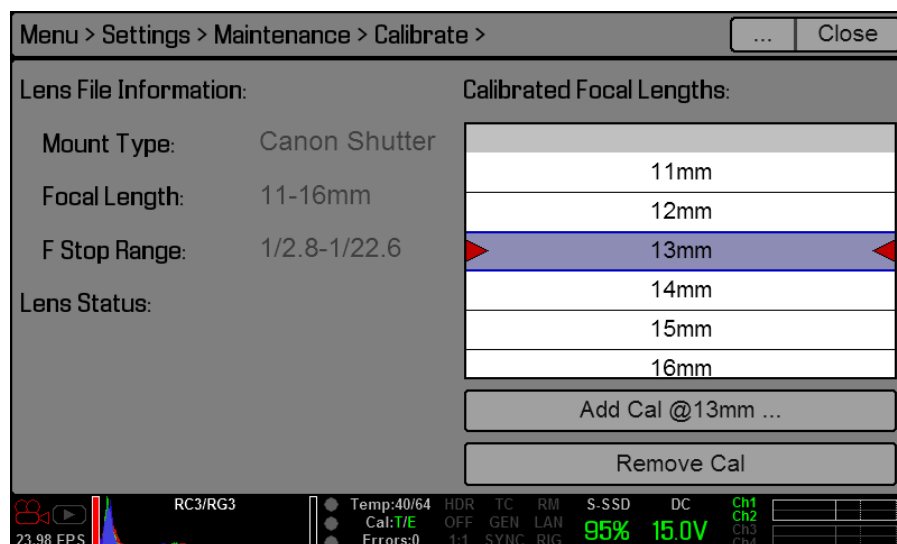 Menu > Settings > Maintenance > Calibrate >
... Close
Lens File Information:
Mount Type: Canon Shutter
Focal Length: 11-16mm
F Stop Range: 1/2.8-1/22.6
Lens Status:
Calibrated Focal Lengths:
11mm
12mm
13mm
14mm
15mm
16mm
Add Cal @13mm ...
Remove Cal
RC3/RG3 Temp:40/64 HDR TC RM S-SSD DC Ch1
Ch2
Cal:T/E OFF GEN LAN 95% 15.0V Ch3
23.98 FPS Errors:0 1:1 SYNC RIG Ch4